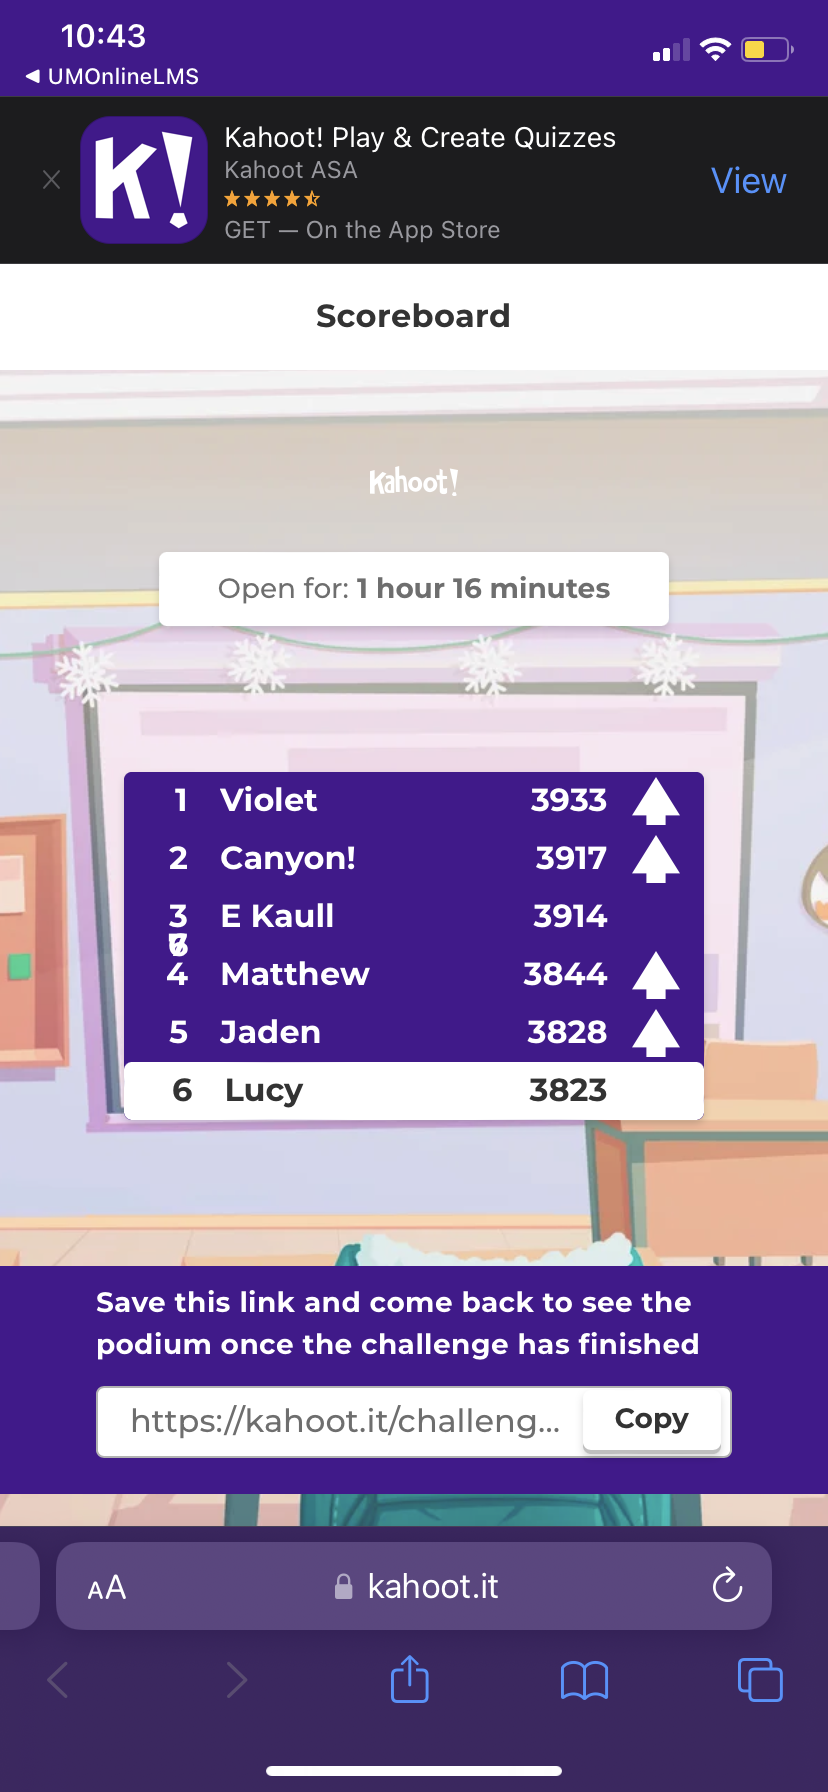 10:43
◀ UMOnlineLMS
Kahoot! Play & Create Quizzes
Kahoot ASA
GET — On the App Store
View
K!
Scoreboard
Kahoot!
Open for: 1 hour 16 minutes
1 Violet 3933
2 Canyon! 3917
3 E Kaull 3914
4 Matthew 3844
5 Jaden 3828
6 Lucy 3823
Save this link and come back to see the
podium once the challenge has finished
https://kahoot.it/challeng... Copy
AA kahoot.it